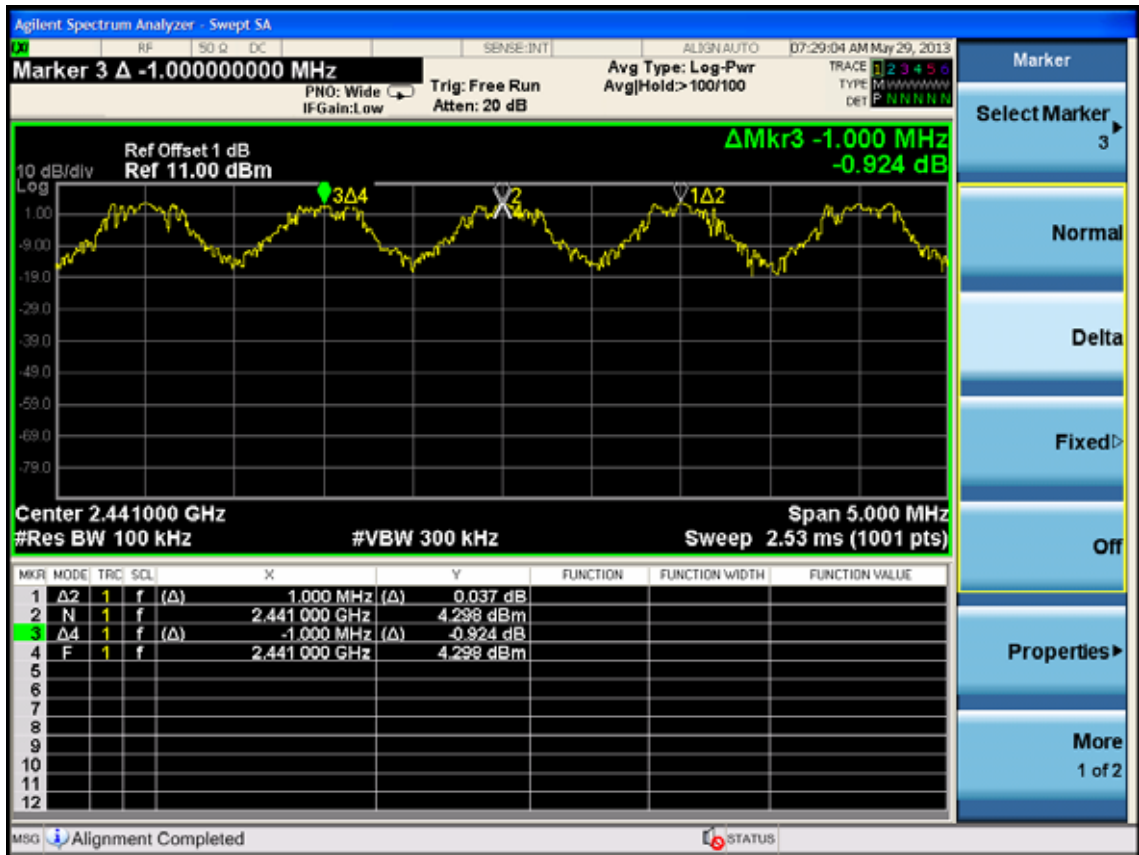 Agilent Spectrum Analyzer - Swept SA
LXI RF 50 Ω DC SENSE:INT ALIGN AUTO 07:29:04 AM May 29, 2013
Marker 3 Δ -1.000000000 MHz
PNO: Wide
IFGain:Low
Trig: Free Run
Atten: 20 dB
Avg Type: Log-Pwr
Avg|Hold:>100/100
TRACE 1 2 3 4 5 6
TYPE M WWWWW
DET P N N N N N
ΔMkr3 -1.000 MHz
-0.924 dB
Ref Offset 1 dB
10 dB/div Ref 11.00 dBm
Log
3Δ4 2 4 1Δ2
1.00
-9.00
-19.0
-29.0
-39.0
-49.0
-59.0
-69.0
-79.0
Center 2.441000 GHz Span 5.000 MHz
#Res BW 100 kHz #VBW 300 kHz Sweep 2.53 ms (1001 pts)
MKR MODE TRC SCL X Y FUNCTION FUNCTION WIDTH FUNCTION VALUE
1 Δ2 1 f (Δ) 1.000 MHz (Δ) 0.037 dB
2 N 1 f 2.441 000 GHz 4.298 dBm
3 Δ4 1 f (Δ) -1.000 MHz (Δ) -0.924 dB
4 F 1 f 2.441 000 GHz 4.298 dBm
5
6
7
8
9
10
11
12
MSG Alignment Completed STATUS
Marker
Select Marker
3
Normal
Delta
Fixed
Off
Properties
More
1 of 2